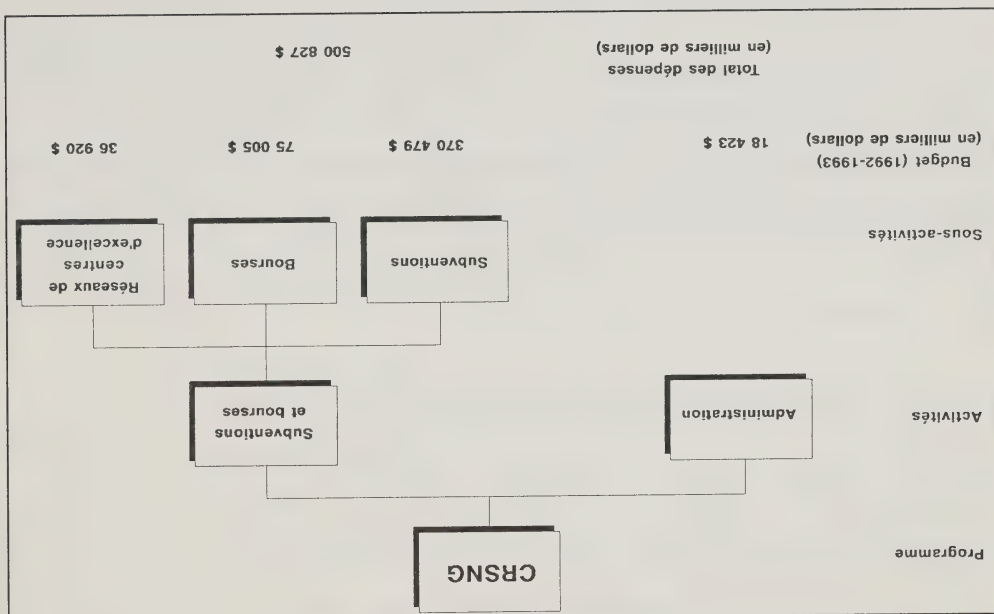 Programme
CRSNG
Activités
Administration
Subventions
et bourses
Sous-activités
Subventions
Bourses
Réseaux de
centres
d'excellence
Budget (1992-1993)
(en milliers de dollars)
18 423 $
370 479 $
75 005 $
36 920 $
Total des dépenses
(en milliers de dollars)
500 827 $